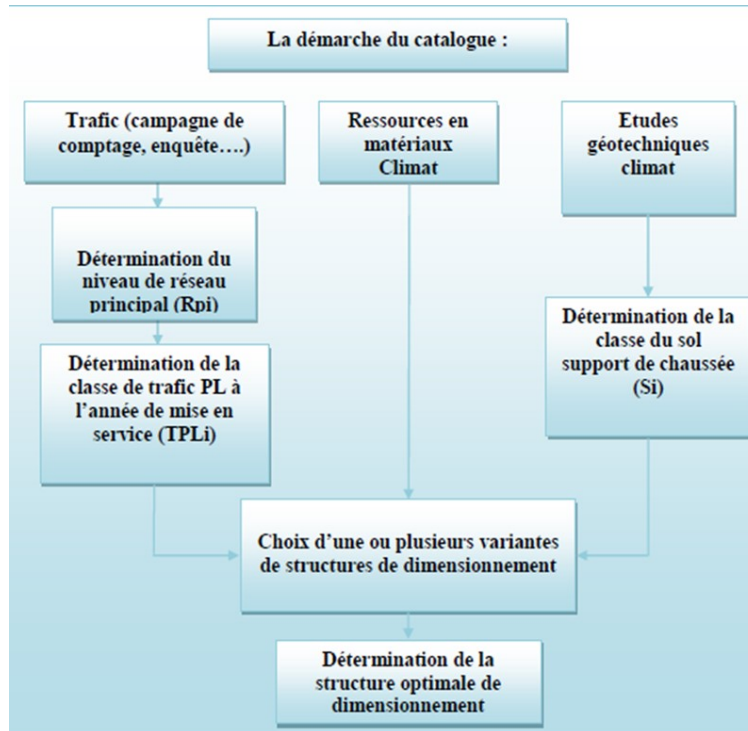 La démarche du catalogue :
Trafic (campagne de
comptage, enquête….)
Ressources en
matériaux
Climat
Etudes
géotechniques
climat
Détermination du
niveau de réseau
principal (Rpi)
Détermination de la
classe du sol
support de chaussée
(Si)
Détermination de la
classe de trafic PL à
l’année de mise en
service (TPLi)
Choix d’une ou plusieurs variantes
de structures de dimensionnement
Détermination de la
structure optimale de
dimensionnement